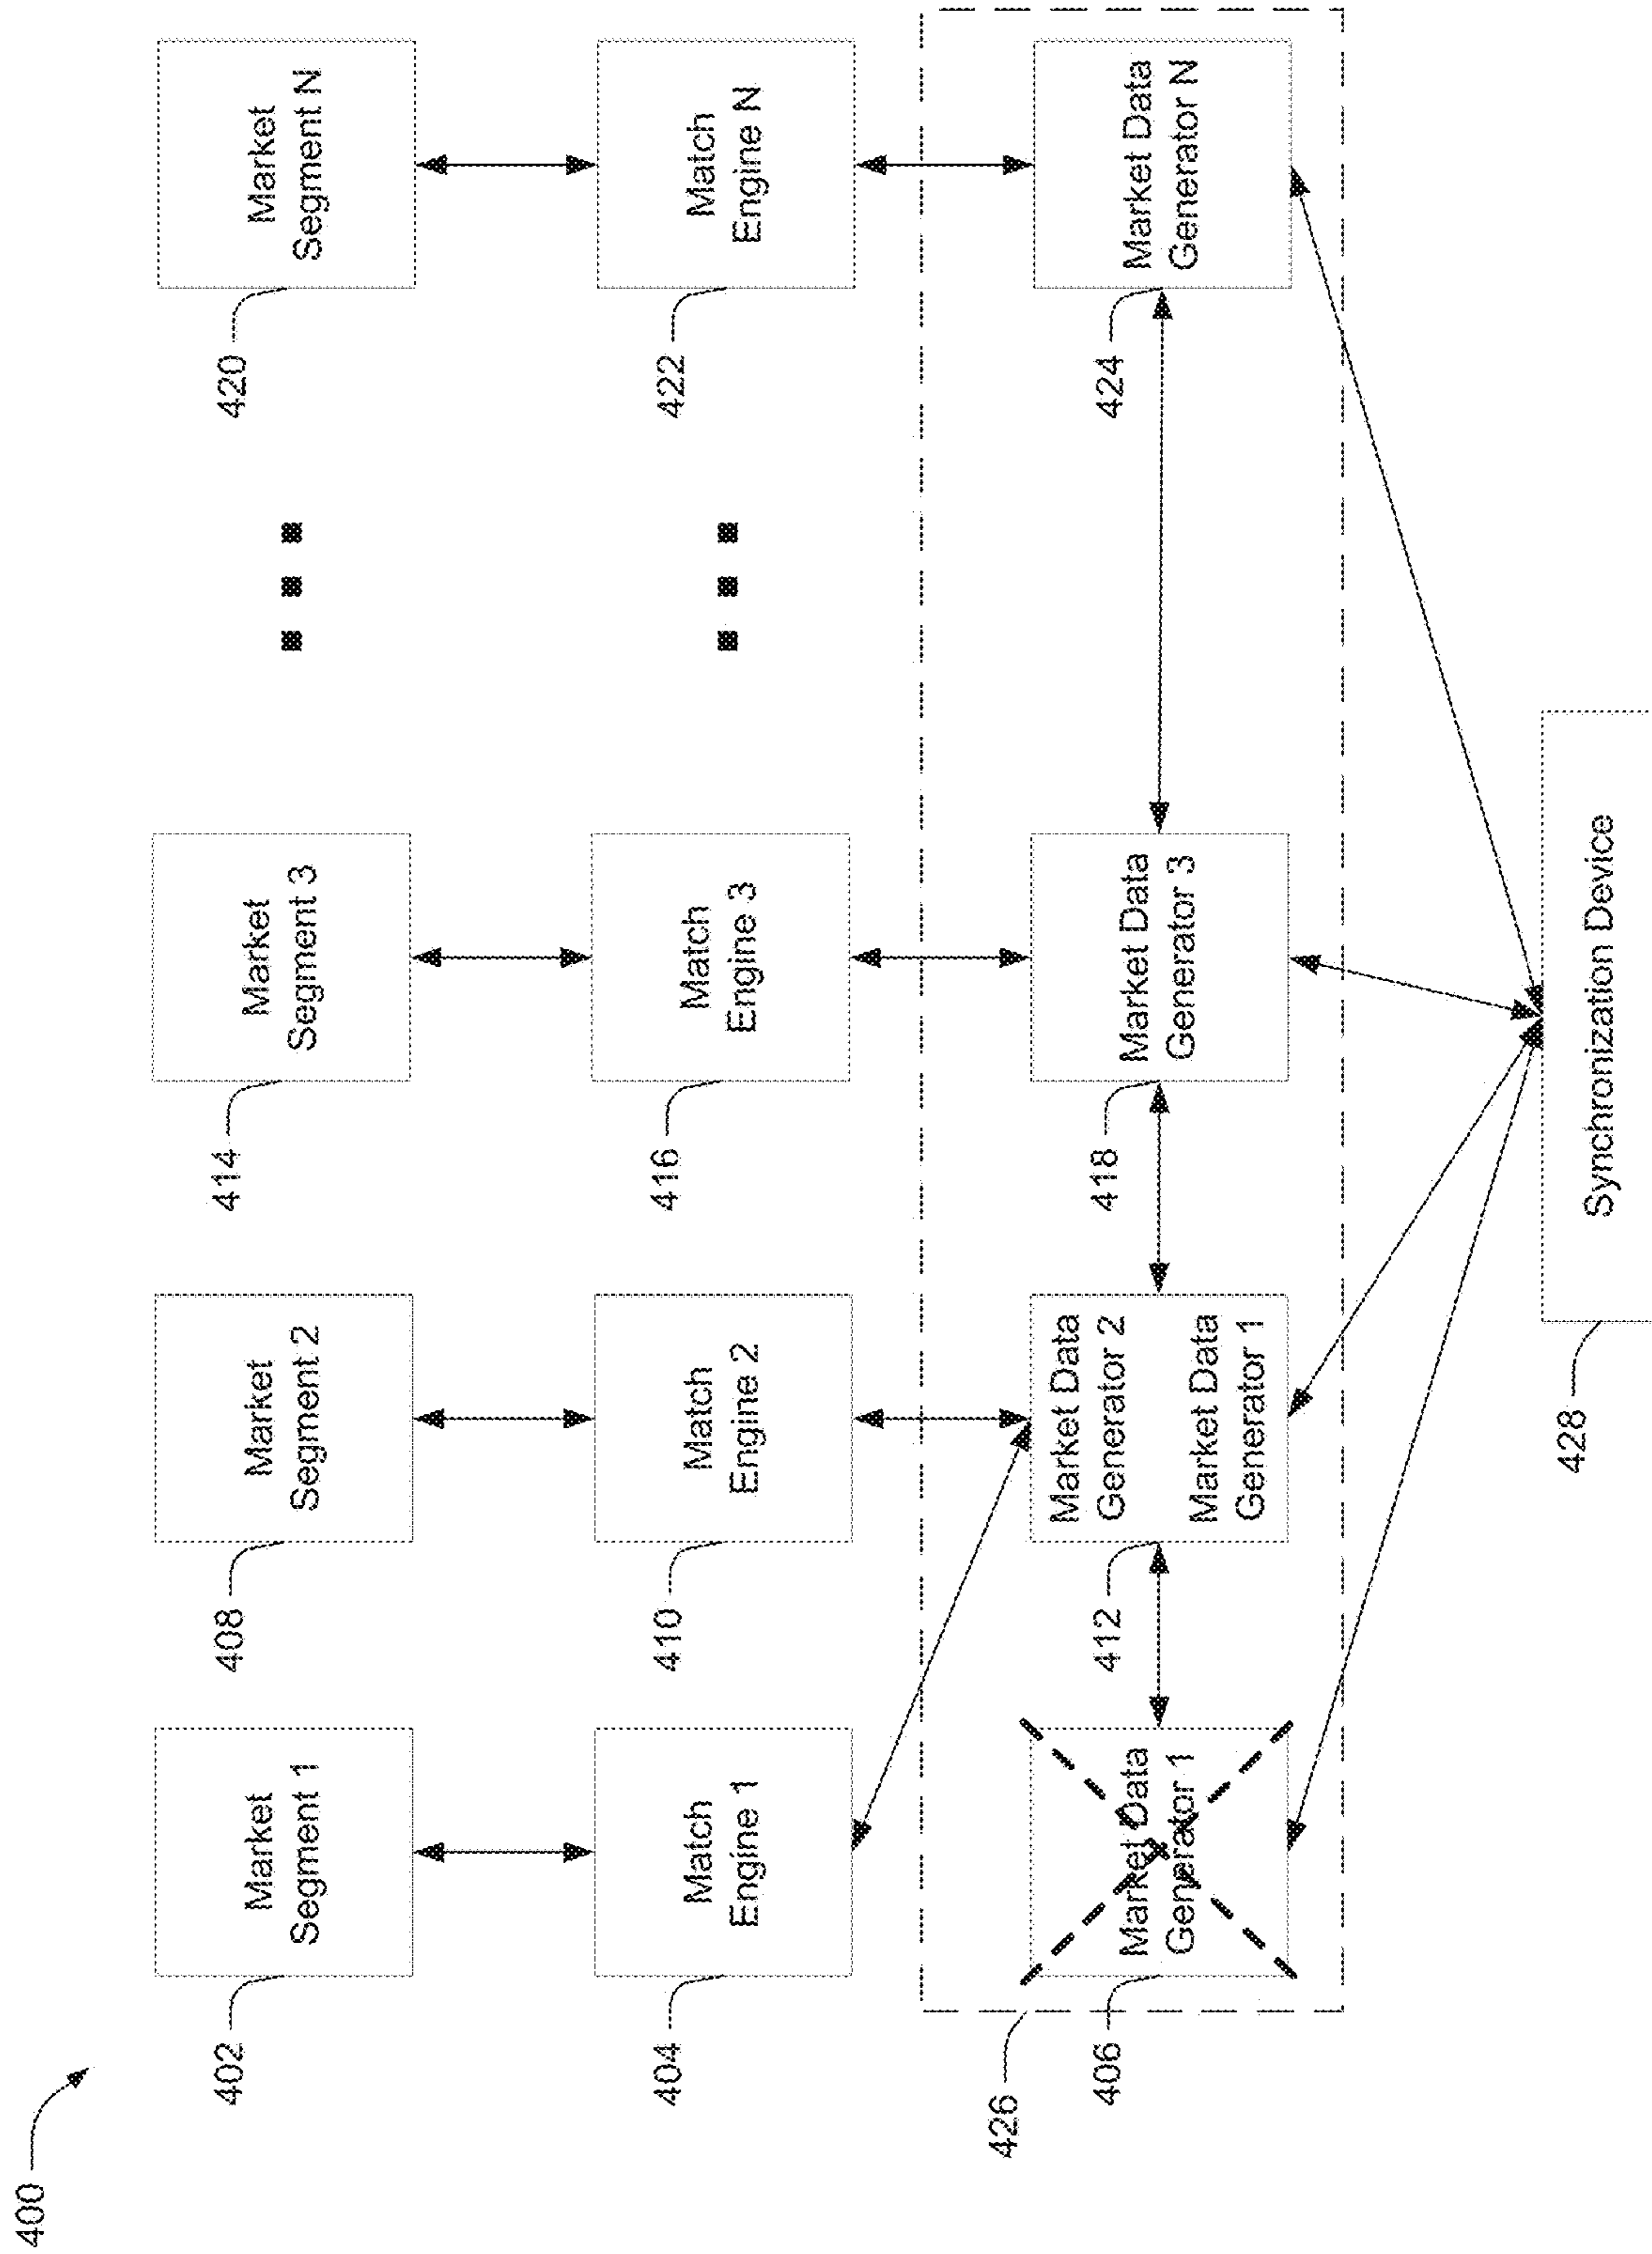 400
402
Market
Segment 1
408
Market
Segment 2
414
Market
Segment 3
420
Market
Segment N
404
Match
Engine 1
410
Match
Engine 2
416
Match
Engine 3
422
Match
Engine N
426
406
Market Data
Generator 1
412
Market Data
Generator 2
Market Data
Generator 1
418
Market Data
Generator 3
424
Market Data
Generator N
428
Synchronization Device